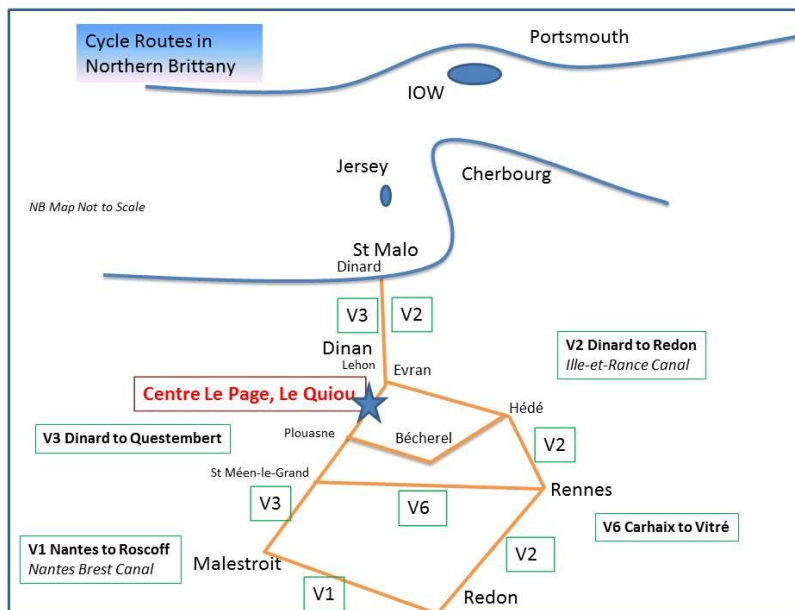 Cycle Routes in
Northern Brittany
Portsmouth
IOW
Jersey
Cherbourg
NB Map Not to Scale
St Malo
Dinard
V3
V2
V2 Dinard to Redon
Ille-et-Rance Canal
Dinan
Lehon
Evran
Centre Le Page, Le Quiou
Hédé
V3 Dinard to Questembert
Plouasne
Bécherel
V2
St Méen-le-Grand
Rennes
V3
V6
V6 Carhaix to Vitré
V1 Nantes to Roscoff
Nantes Brest Canal
Malestroit
V2
V1
Redon